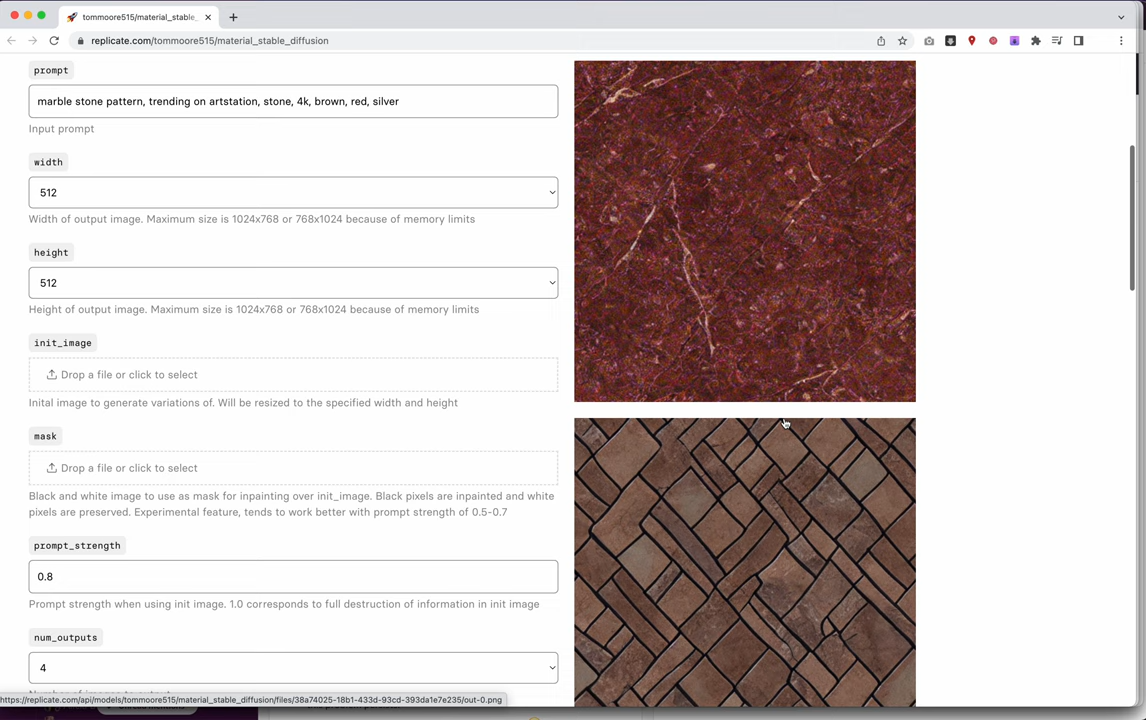 tommoore515/material_stable_
replicate.com/tommoore515/material_stable_diffusion
prompt
marble stone pattern, trending on artstation, stone, 4k, brown, red, silver
Input prompt
width
512
Width of output image. Maximum size is 1024x768 or 768x1024 because of memory limits
height
512
Height of output image. Maximum size is 1024x768 or 768x1024 because of memory limits
init_image
Drop a file or click to select
Inital image to generate variations of. Will be resized to the specified width and height
mask
Drop a file or click to select
Black and white image to use as mask for inpainting over init_image. Black pixels are inpainted and white
pixels are preserved. Experimental feature, tends to work better with prompt strength of 0.5-0.7
prompt_strength
0.8
Prompt strength when using init image. 1.0 corresponds to full destruction of information in init image
num_outputs
4
https://replicate.com/api/models/tommoore515/material_stable_diffusion/files/38a74025-18b1-433d-93cd-393da1e7e235/out-0.png